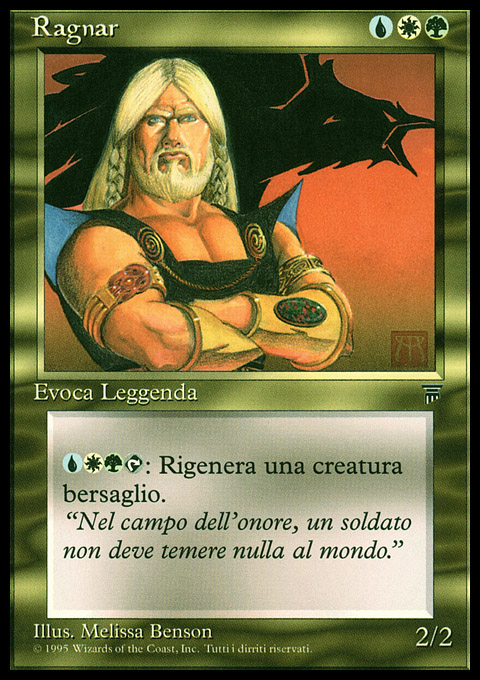 Ragnar
Evoca Leggenda
: Rigenera una creatura
bersaglio.
“Nel campo dell’onore, un soldato
non deve temere nulla al mondo.”
Illus. Melissa Benson
2/2
© 1995 Wizards of the Coast, Inc. Tutti i dirriti riservati.